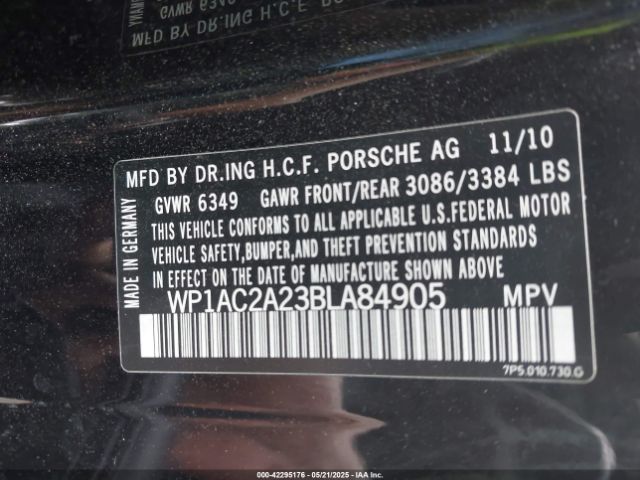 MFD BY DR.ING H.C.F. PORSCHE AG 11/10
GVWR 6349 GAWR FRONT/REAR 3086/3384 LBS
THIS VEHICLE CONFORMS TO ALL APPLICABLE U.S.FEDERAL MOTOR
VEHICLE SAFETY,BUMPER,AND THEFT PREVENTION STANDARDS
IN EFFECT ON THE DATE OF MANUFACTURE SHOWN ABOVE
MADE IN GERMANY
WP1AC2A23BLA84905 MPV
7P5.010.730.G
000-42295176 - 05/21/2025 - IAAI